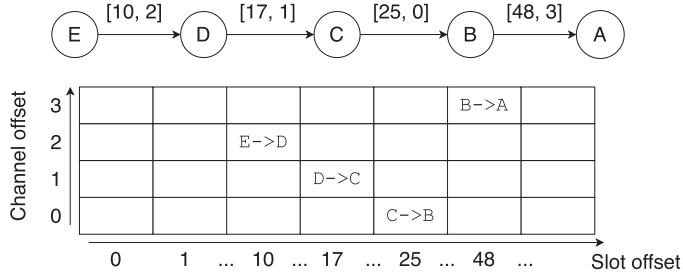 [10, 2] [17, 1] [25, 0] [48, 3]
E D C B A
Channel offset
3 B->A
2 E->D
1 D->C
0 C->B
0 1 ... 10 ... 17 ... 25 ... 48 ...
Slot offset